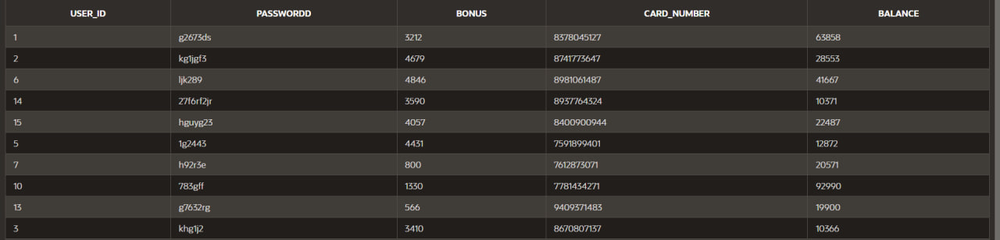 USER_ID PASSWORDD BONUS CARD_NUMBER BALANCE
1 g2673ds 3212 8378045127 63858
2 kg1jgf3 4679 8741773647 28553
6 ljk289 4846 8981061487 41667
14 27f6rf2jr 3590 8937764324 10371
15 hguyg23 4057 8400900944 22487
5 1g2443 4431 7591899401 12872
7 h92r3e 800 7612873071 20571
10 783gff 1330 7781434271 92990
13 g7632rg 566 9409371483 19900
3 khg1j2 3410 8670807137 10366